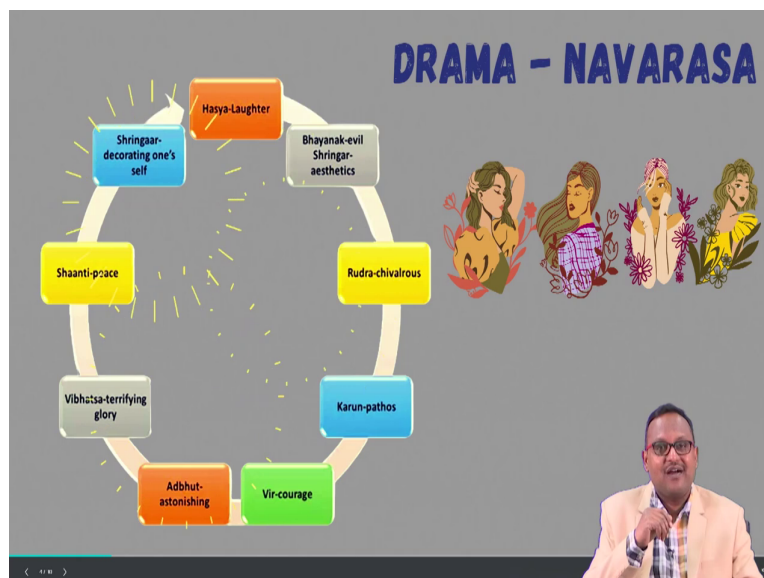 DRAMA - NAVARASA
Hasya-Laughter
Bhayanak-evil
Shringar-
aesthetics
Rudra-chivalrous
Karun-pathos
Vir-courage
Adbhut-
astonishing
Vibhatsa-terrifying
glory
Shaanti-peace
Shringaar-
decorating one's
self